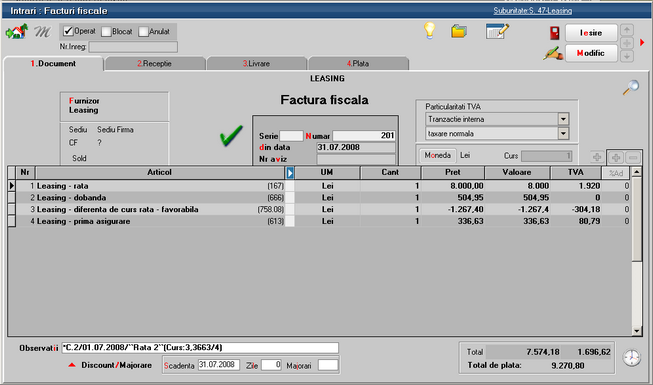 Intrari : Facturi fiscale
Subunitate:S. 47-Leasing
M Operat Blocat Anulat
Nr.Inreg:
Iesire
Modific
1.Document 2.Receptie 3.Livrare 4.Plata
LEASING
Furnizor
Leasing
Sediu Sediu Firma
CF ?
Sold
Factura fiscala
Serie Numar 201
din data 31.07.2008
Nr aviz
Particularitati TVA
Tranzactie interna
taxare normala
Moneda Lei Curs 1
Nr Articol UM Cant Pret Valoare TVA %Ad
1 Leasing - rata (167) Lei 1 8.000,00 8.000 1.920 0
2 Leasing - dobanda (666) Lei 1 504,95 504,95 0 0
3 Leasing - diferenta de curs rata - favorabila (758.08) Lei 1 -1.267,40 -1.267,4 -304,18 0
4 Leasing - prima asigurare (613) Lei 1 336,63 336,63 80,79 0
Observatii *C.2/01.07.2008/``Rata 2``(Curs:3,3663/4)
Discount/Majorare Scadenta 31.07.2008 Zile 0 Majorari
Total 7.574,18 1.696,62
Total de plata: 9.270,80